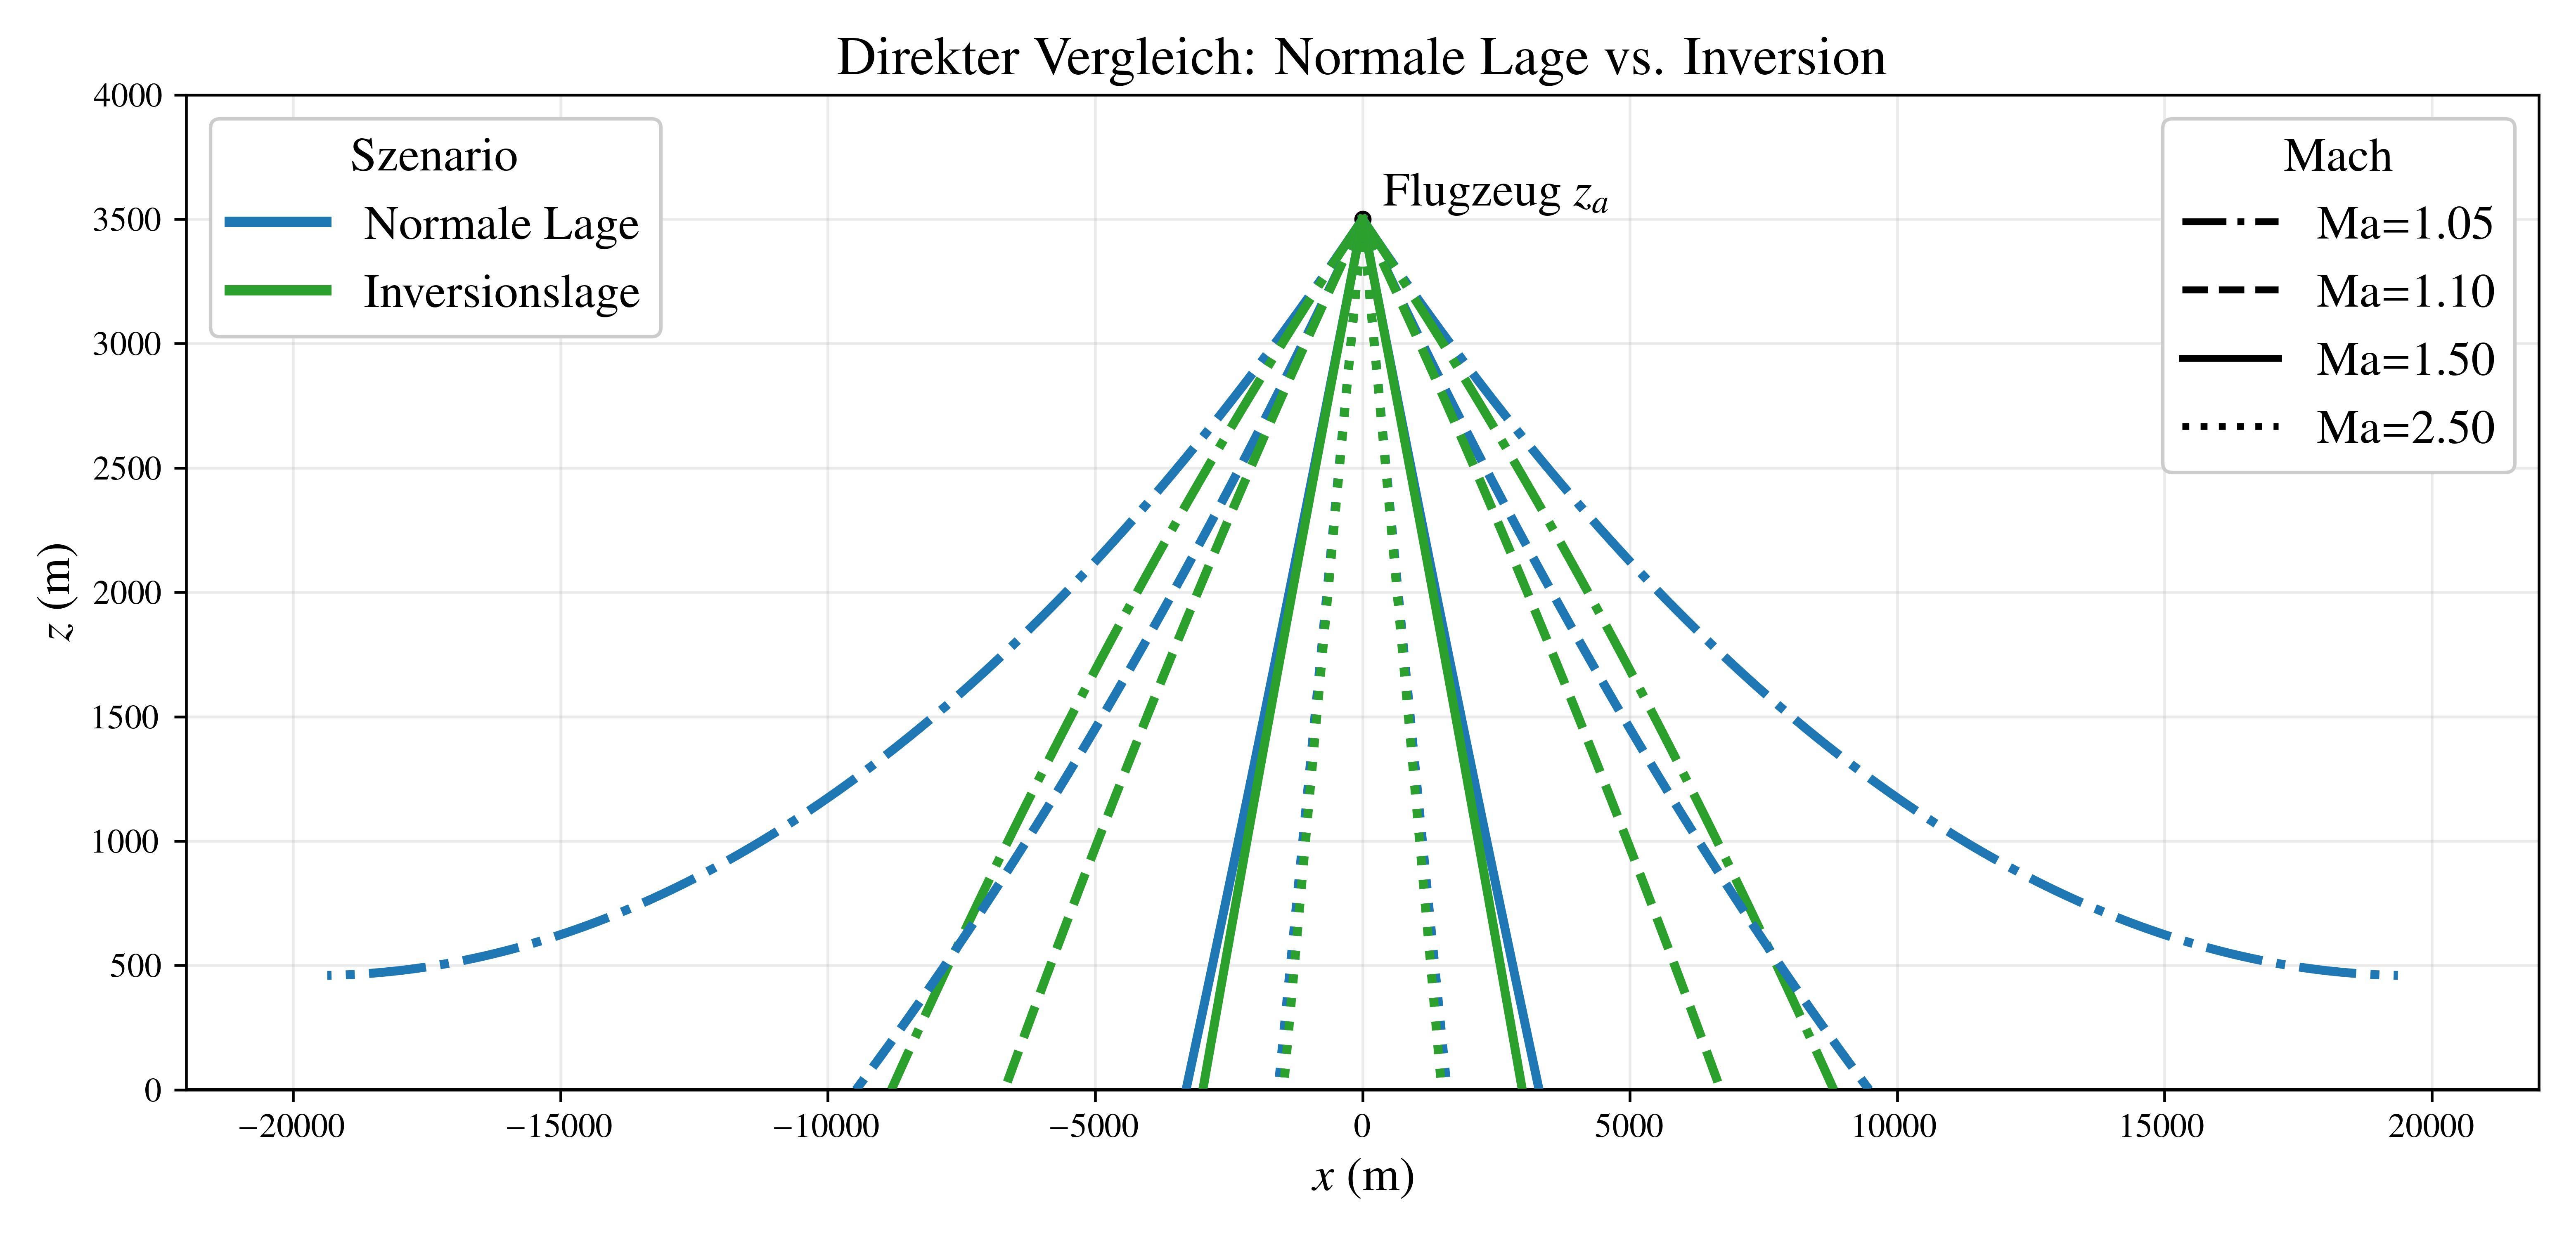 Direkter Vergleich: Normale Lage vs. Inversion
Szenario
Normale Lage
Inversionslage
Mach
Ma=1.05
Ma=1.10
Ma=1.50
Ma=2.50
Flugzeug zₐ
z (m)
4000
3500
3000
2500
2000
1500
1000
500
0
−20000 −15000 −10000 −5000 0 5000 10000 15000 20000
x (m)